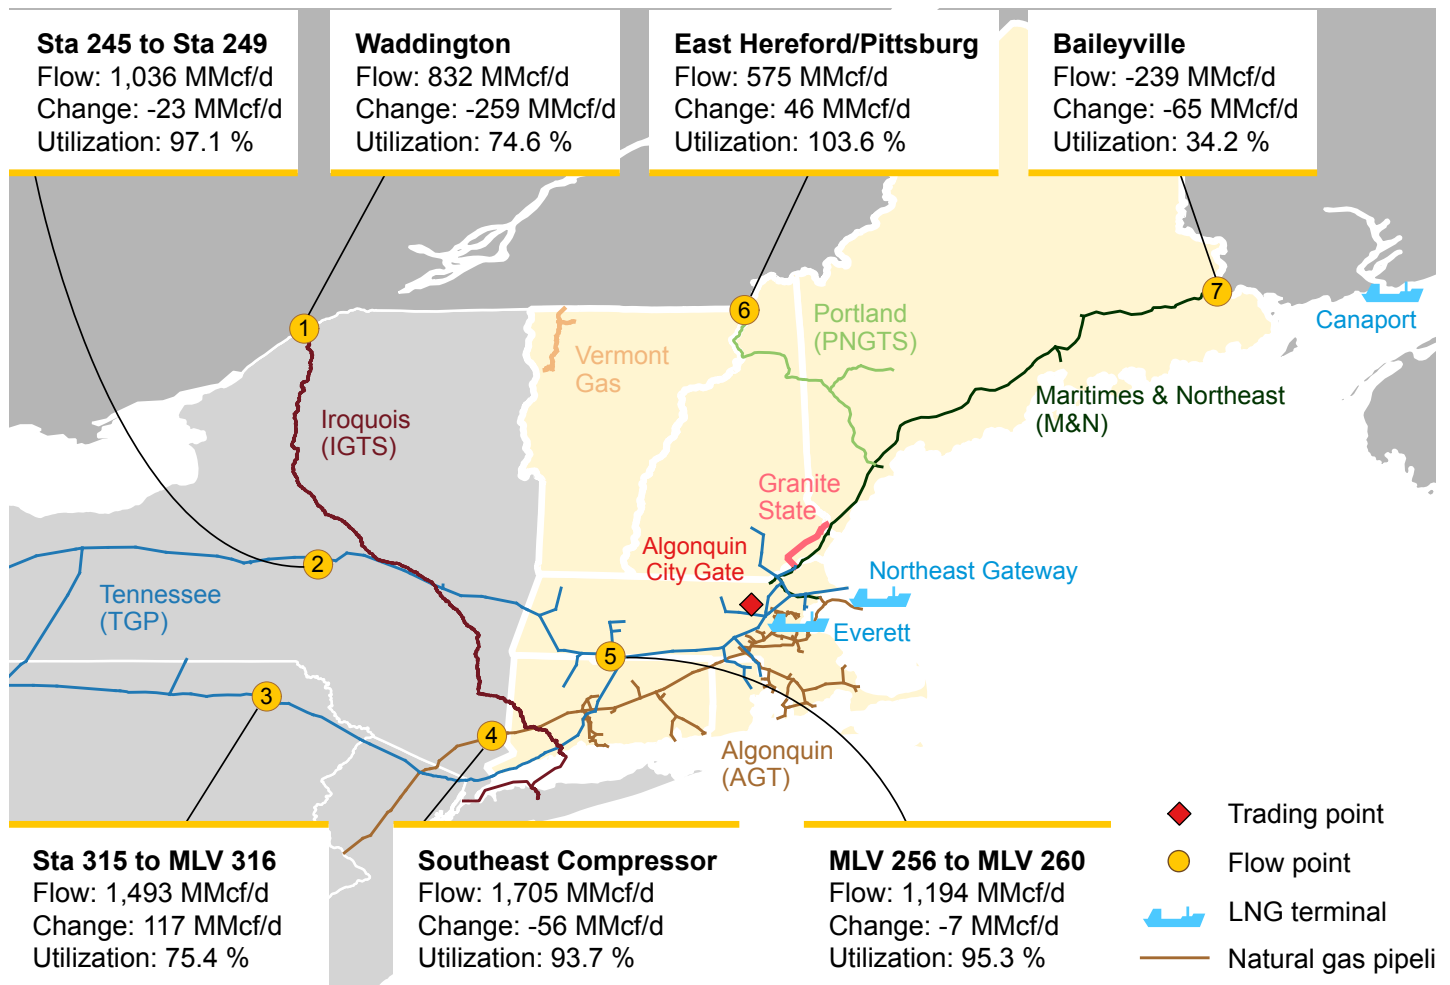 Sta 245 to Sta 249
Flow: 1,036 MMcf/d
Change: -23 MMcf/d
Utilization: 97.1 %
Waddington
Flow: 832 MMcf/d
Change: -259 MMcf/d
Utilization: 74.6 %
East Hereford/Pittsburg
Flow: 575 MMcf/d
Change: 46 MMcf/d
Utilization: 103.6 %
Baileyville
Flow: -239 MMcf/d
Change: -65 MMcf/d
Utilization: 34.2 %
7
6
1
Canaport
Portland
(PNGTS)
Vermont
Gas
Maritimes & Northeast
(M&N)
Iroquois
(IGTS)
Granite
State
Algonquin
City Gate
2
Northeast Gateway
Tennessee
(TGP)
Everett
5
3
4
Algonquin
(AGT)
Sta 315 to MLV 316
Flow: 1,493 MMcf/d
Change: 117 MMcf/d
Utilization: 75.4 %
Southeast Compressor
Flow: 1,705 MMcf/d
Change: -56 MMcf/d
Utilization: 93.7 %
MLV 256 to MLV 260
Flow: 1,194 MMcf/d
Change: -7 MMcf/d
Utilization: 95.3 %
Trading point
Flow point
LNG terminal
Natural gas pipeli